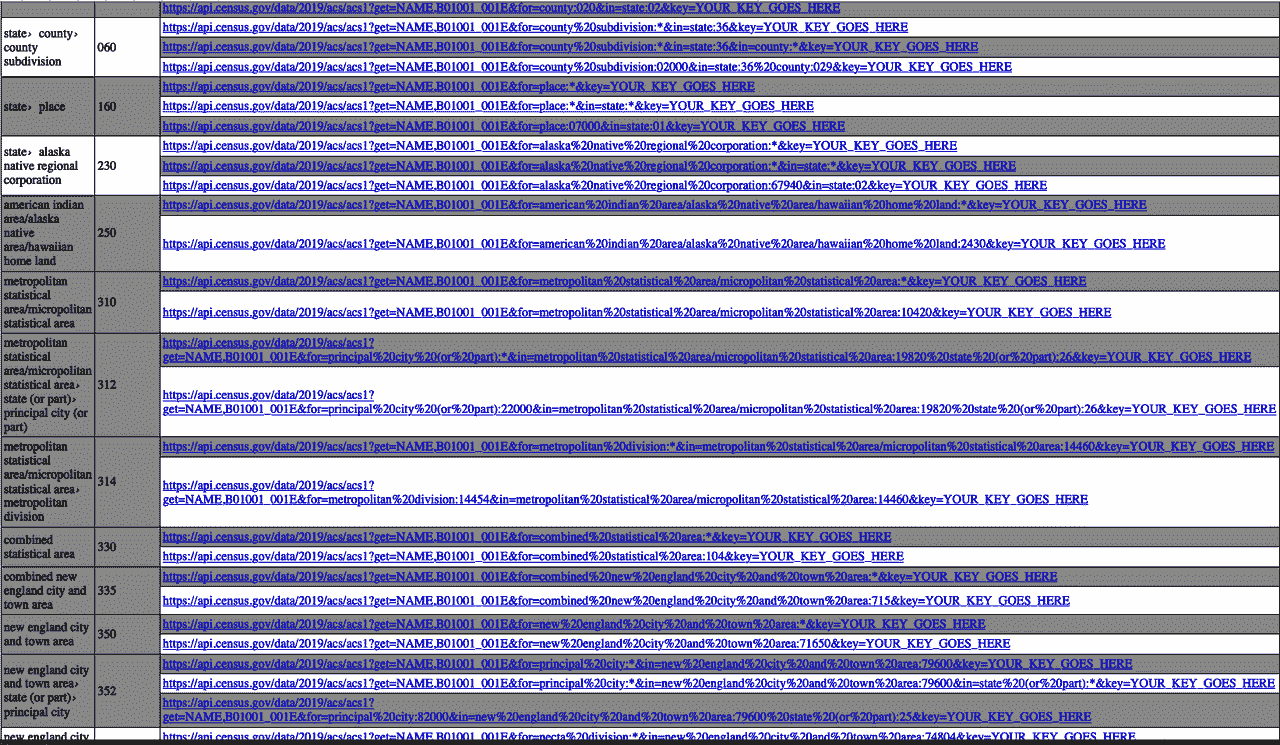 https://api.census.gov/data/2019/acs/acs1?get=NAME,B01001_001E&for=county:020&in=state:02&key=YOUR_KEY_GOES_HERE
state› county›
county
subdivision
060
https://api.census.gov/data/2019/acs/acs1?get=NAME,B01001_001E&for=county%20subdivision:*&in=state:36&key=YOUR_KEY_GOES_HERE
https://api.census.gov/data/2019/acs/acs1?get=NAME,B01001_001E&for=county%20subdivision:*&in=state:36&in=county:*&key=YOUR_KEY_GOES_HERE
https://api.census.gov/data/2019/acs/acs1?get=NAME,B01001_001E&for=county%20subdivision:02000&in=state:36%20county:029&key=YOUR_KEY_GOES_HERE
state› place
160
https://api.census.gov/data/2019/acs/acs1?get=NAME,B01001_001E&for=place:*&key=YOUR_KEY_GOES_HERE
https://api.census.gov/data/2019/acs/acs1?get=NAME,B01001_001E&for=place:*&in=state:*&key=YOUR_KEY_GOES_HERE
https://api.census.gov/data/2019/acs/acs1?get=NAME,B01001_001E&for=place:07000&in=state:01&key=YOUR_KEY_GOES_HERE
state› alaska
native regional
corporation
230
https://api.census.gov/data/2019/acs/acs1?get=NAME,B01001_001E&for=alaska%20native%20regional%20corporation:*&key=YOUR_KEY_GOES_HERE
https://api.census.gov/data/2019/acs/acs1?get=NAME,B01001_001E&for=alaska%20native%20regional%20corporation:*&in=state:*&key=YOUR_KEY_GOES_HERE
https://api.census.gov/data/2019/acs/acs1?get=NAME,B01001_001E&for=alaska%20native%20regional%20corporation:67940&in=state:02&key=YOUR_KEY_GOES_HERE
american indian
area/alaska
native
area/hawaiian
home land
250
https://api.census.gov/data/2019/acs/acs1?get=NAME,B01001_001E&for=american%20indian%20area/alaska%20native%20area/hawaiian%20home%20land:*&key=YOUR_KEY_GOES_HERE
https://api.census.gov/data/2019/acs/acs1?get=NAME,B01001_001E&for=american%20indian%20area/alaska%20native%20area/hawaiian%20home%20land:2430&key=YOUR_KEY_GOES_HERE
metropolitan
statistical
area/micropolitan
statistical area
310
https://api.census.gov/data/2019/acs/acs1?get=NAME,B01001_001E&for=metropolitan%20statistical%20area/micropolitan%20statistical%20area:*&key=YOUR_KEY_GOES_HERE
https://api.census.gov/data/2019/acs/acs1?get=NAME,B01001_001E&for=metropolitan%20statistical%20area/micropolitan%20statistical%20area:10420&key=YOUR_KEY_GOES_HERE
metropolitan
statistical
area/micropolitan
statistical area›
state (or part)›
principal city (or
part)
312
https://api.census.gov/data/2019/acs/acs1?
get=NAME,B01001_001E&for=principal%20city%20(or%20part):*&in=metropolitan%20statistical%20area/micropolitan%20statistical%20area:19820%20state%20(or%20part):26&key=YOUR_KEY_GOES_HERE
https://api.census.gov/data/2019/acs/acs1?
get=NAME,B01001_001E&for=principal%20city%20(or%20part):22000&in=metropolitan%20statistical%20area/micropolitan%20statistical%20area:19820%20state%20(or%20part):26&key=YOUR_KEY_GOES_HERE
metropolitan
statistical
area/micropolitan
statistical area›
metropolitan
division
314
https://api.census.gov/data/2019/acs/acs1?get=NAME,B01001_001E&for=metropolitan%20division:*&in=metropolitan%20statistical%20area/micropolitan%20statistical%20area:14460&key=YOUR_KEY_GOES_HERE
https://api.census.gov/data/2019/acs/acs1?
get=NAME,B01001_001E&for=metropolitan%20division:14454&in=metropolitan%20statistical%20area/micropolitan%20statistical%20area:14460&key=YOUR_KEY_GOES_HERE
combined
statistical area
330
https://api.census.gov/data/2019/acs/acs1?get=NAME,B01001_001E&for=combined%20statistical%20area:*&key=YOUR_KEY_GOES_HERE
https://api.census.gov/data/2019/acs/acs1?get=NAME,B01001_001E&for=combined%20statistical%20area:104&key=YOUR_KEY_GOES_HERE
combined new
england city and
town area
335
https://api.census.gov/data/2019/acs/acs1?get=NAME,B01001_001E&for=combined%20new%20england%20city%20and%20town%20area:*&key=YOUR_KEY_GOES_HERE
https://api.census.gov/data/2019/acs/acs1?get=NAME,B01001_001E&for=combined%20new%20england%20city%20and%20town%20area:715&key=YOUR_KEY_GOES_HERE
new england city
and town area
350
https://api.census.gov/data/2019/acs/acs1?get=NAME,B01001_001E&for=new%20england%20city%20and%20town%20area:*&key=YOUR_KEY_GOES_HERE
https://api.census.gov/data/2019/acs/acs1?get=NAME,B01001_001E&for=new%20england%20city%20and%20town%20area:71650&key=YOUR_KEY_GOES_HERE
new england city
and town area›
state (or part)›
principal city
352
https://api.census.gov/data/2019/acs/acs1?get=NAME,B01001_001E&for=principal%20city:*&in=new%20england%20city%20and%20town%20area:79600&key=YOUR_KEY_GOES_HERE
https://api.census.gov/data/2019/acs/acs1?get=NAME,B01001_001E&for=principal%20city:*&in=new%20england%20city%20and%20town%20area:79600&in=state%20(or%20part):*&key=YOUR_KEY_GOES_HERE
https://api.census.gov/data/2019/acs/acs1?
get=NAME,B01001_001E&for=principal%20city:82000&in=new%20england%20city%20and%20town%20area:79600%20state%20(or%20part):25&key=YOUR_KEY_GOES_HERE
new england city
https://api.census.gov/data/2019/acs/acs1?get=NAME,B01001_001E&for=necta%20division:*&in=new%20england%20city%20and%20town%20area:74804&key=YOUR_KEY_GOES_HERE